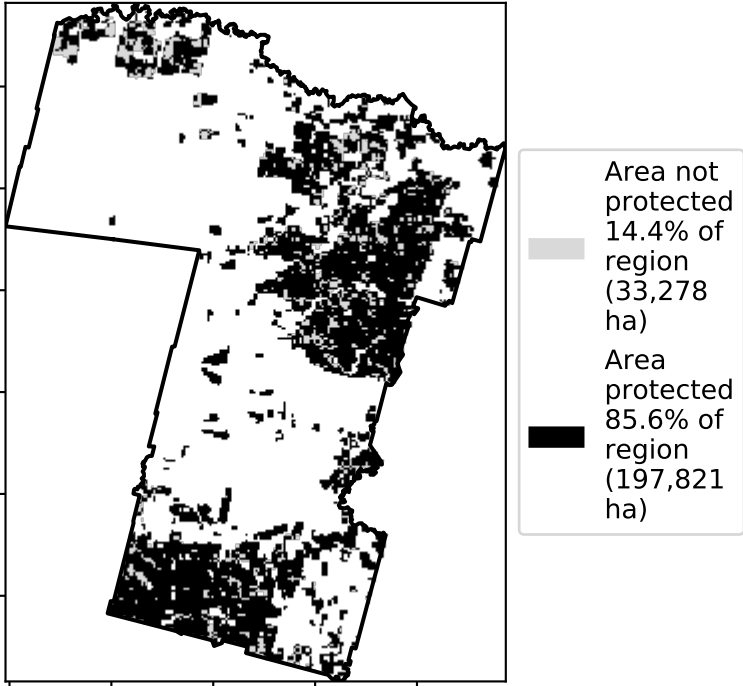 Area not
protected
14.4% of
region
(33,278
ha)
Area
protected
85.6% of
region
(197,821
ha)